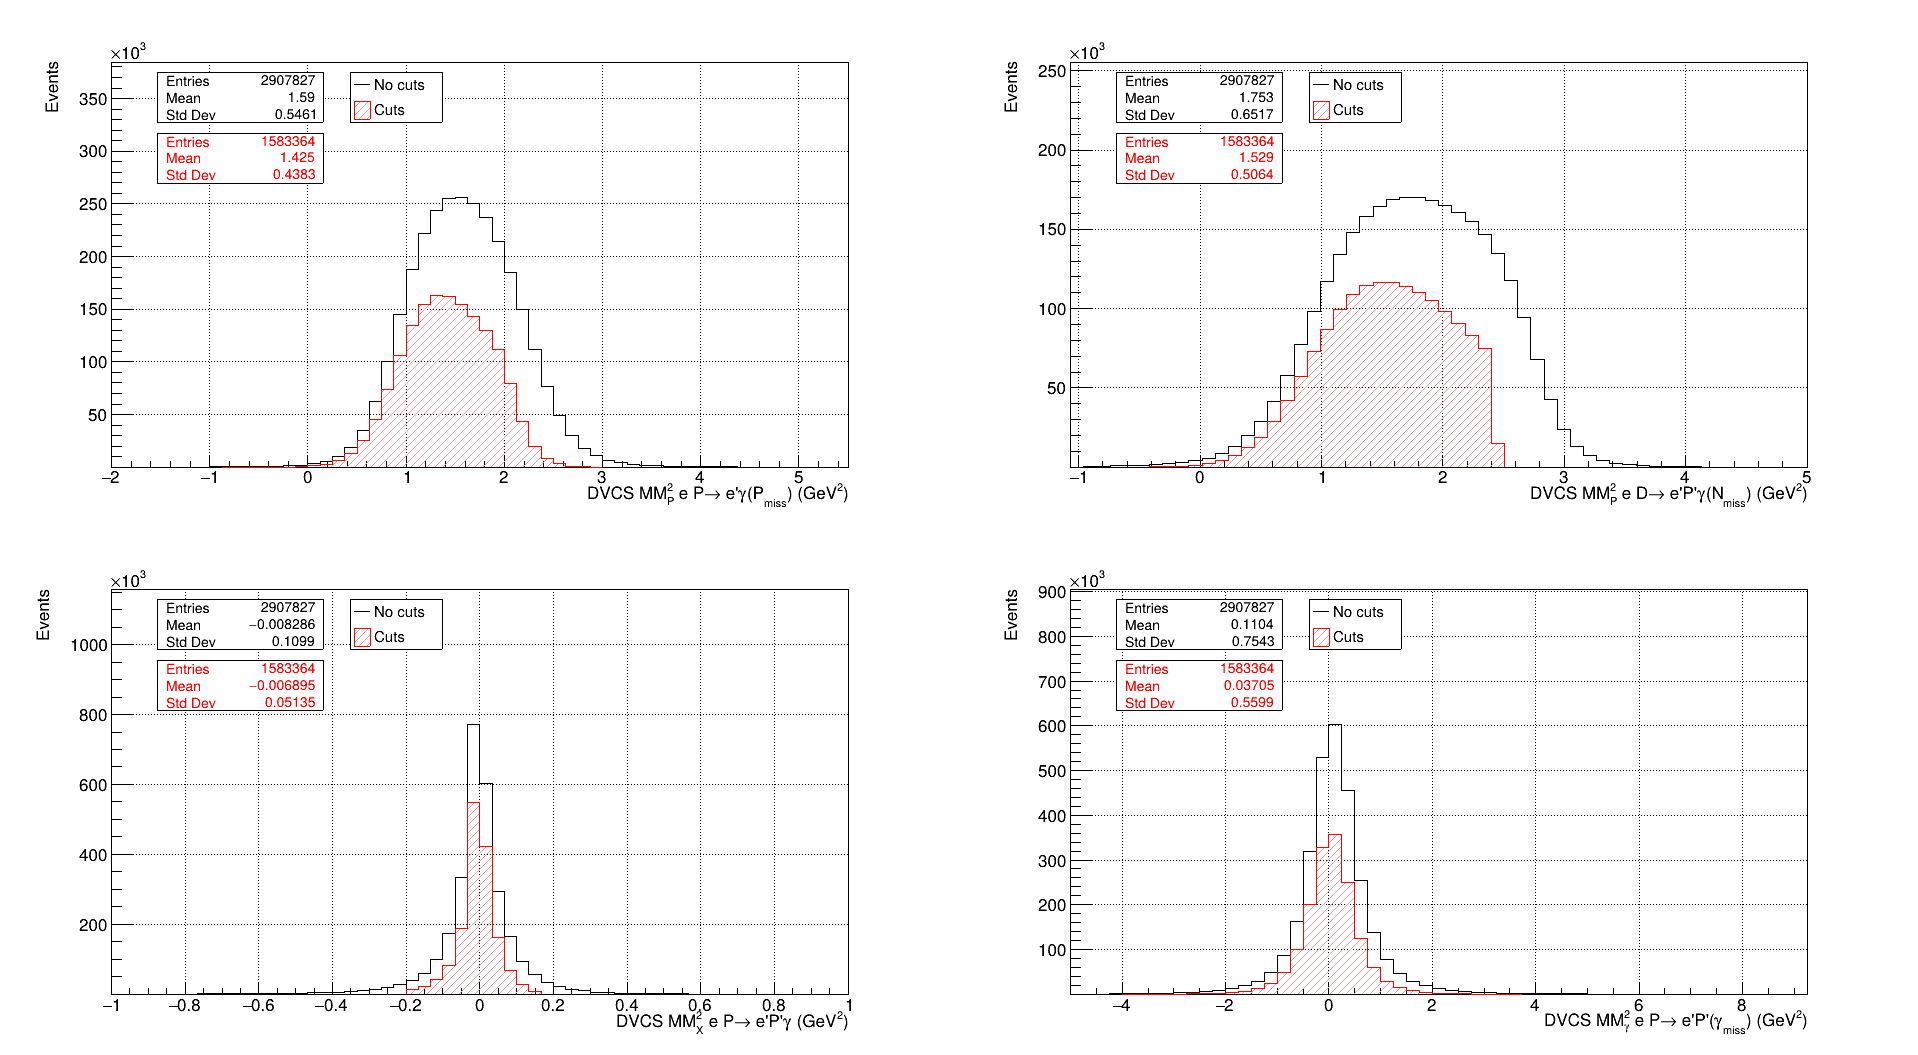 ×10³
Events
Entries 2907827
Mean 1.59
Std Dev 0.5461
Entries 1583364
Mean 1.425
Std Dev 0.4383
No cuts
Cuts
350
300
250
200
150
100
50
−2 −1 0 1 2 3 4 5
DVCS MM²_P e P→ e'γ(P_miss) (GeV²)
×10³
Events
Entries 2907827
Mean 1.753
Std Dev 0.6517
Entries 1583364
Mean 1.529
Std Dev 0.5064
No cuts
Cuts
250
200
150
100
50
−1 0 1 2 3 4 5
DVCS MM²_P e D→ e'P'γ(N_miss) (GeV²)
×10³
Events
Entries 2907827
Mean −0.008286
Std Dev 0.1099
Entries 1583364
Mean −0.006895
Std Dev 0.05135
No cuts
Cuts
1000
800
600
400
200
−1 −0.8 −0.6 −0.4 −0.2 0 0.2 0.4 0.6 0.8 1
DVCS MM²_X e P→ e'P'γ (GeV²)
×10³
Events
Entries 2907827
Mean 0.1104
Std Dev 0.7543
Entries 1583364
Mean 0.03705
Std Dev 0.5599
No cuts
Cuts
900
800
700
600
500
400
300
200
100
−4 −2 0 2 4 6 8
DVCS MM²_γ e P→ e'P'(γ_miss) (GeV²)